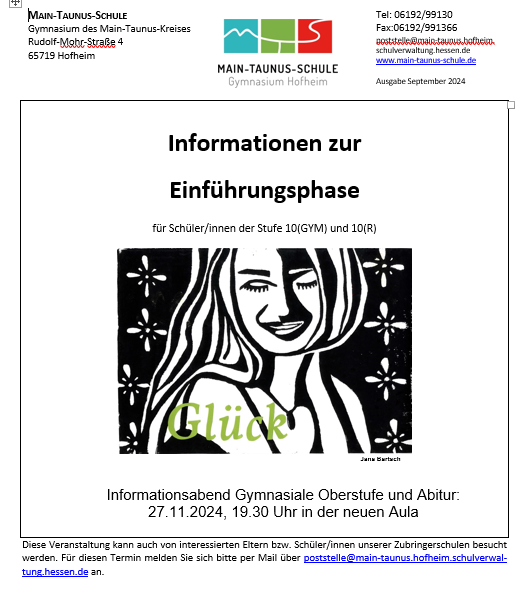 MAIN-TAUNUS-SCHULE
Gymnasium des Main-Taunus-Kreises
Rudolf-Mohr-Straße 4
65719 Hofheim
MAIN-TAUNUS-SCHULE
Gymnasium Hofheim
Tel: 06192/99130
Fax:06192/991366
poststelle@main-taunus.hofheim.
schulverwaltung.hessen.de
www.main-taunus-schule.de
Ausgabe September 2024
Informationen zur
Einführungsphase
für Schüler/innen der Stufe 10(GYM) und 10(R)
Glück
Jana Bartsch
Informationsabend Gymnasiale Oberstufe und Abitur:
27.11.2024, 19.30 Uhr in der neuen Aula
Diese Veranstaltung kann auch von interessierten Eltern bzw. Schüler/innen unserer Zubringerschulen besucht
werden. Für diesen Termin melden Sie sich bitte per Mail über poststelle@main-taunus.hofheim.schulverwal-
tung.hessen.de an.